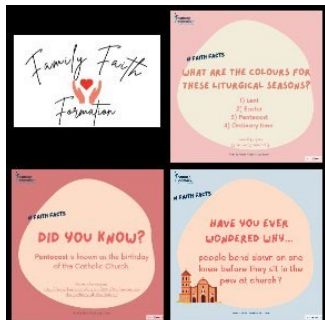 Family Faith
Formation
# FAITH FACTS
WHAT ARE THE COLOURS FOR
THESE LITURGICAL SEASONS?
1) Lent
2) Easter
3) Pentecost
4) Ordinary time
# FAITH FACTS
DID YOU KNOW?
Pentecost is known as the birthday
of the Catholic Church.
# FAITH FACTS
HAVE YOU EVER
WONDERED WHY...
people bend down on one
knee before they sit in the
pew at church?